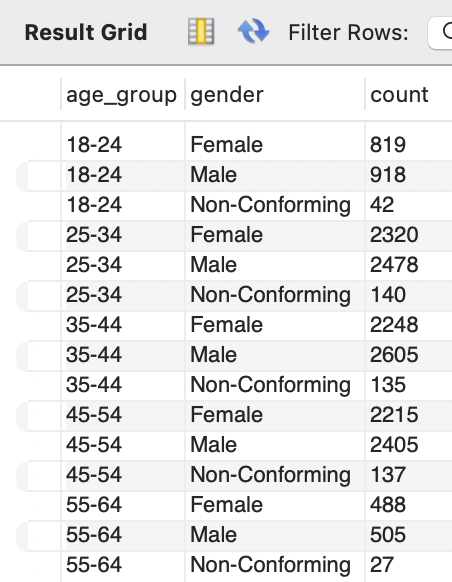 Result Grid Filter Rows:
age_group gender count
18-24 Female 819
18-24 Male 918
18-24 Non-Conforming 42
25-34 Female 2320
25-34 Male 2478
25-34 Non-Conforming 140
35-44 Female 2248
35-44 Male 2605
35-44 Non-Conforming 135
45-54 Female 2215
45-54 Male 2405
45-54 Non-Conforming 137
55-64 Female 488
55-64 Male 505
55-64 Non-Conforming 27